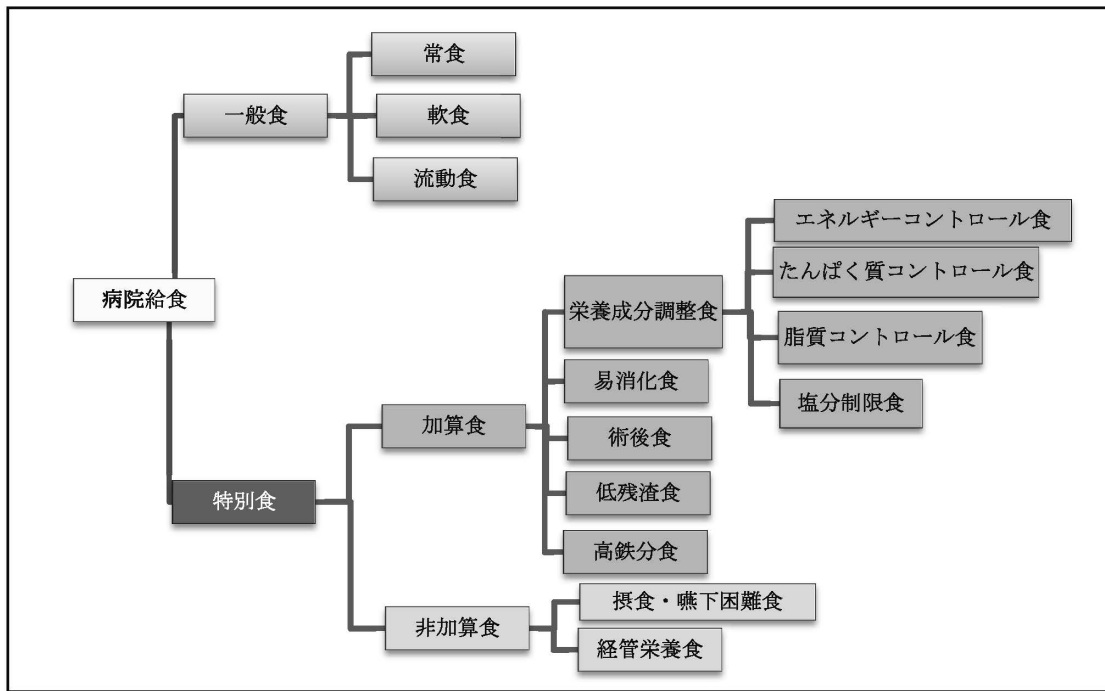 常食
一般食
軟食
流動食
エネルギーコントロール食
たんぱく質コントロール食
病院給食
栄養成分調整食
脂質コントロール食
易消化食
塩分制限食
加算食
術後食
低残渣食
特別食
高鉄分食
摂食・嚥下困難食
非加算食
経管栄養食